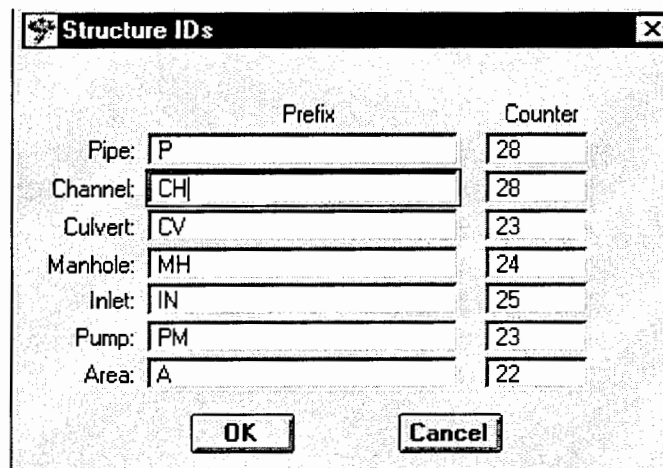 Structure IDs
Prefix Counter
Pipe: P 28
Channel: CH 28
Culvert: CV 23
Manhole: MH 24
Inlet: IN 25
Pump: PM 23
Area: A 22
OK Cancel